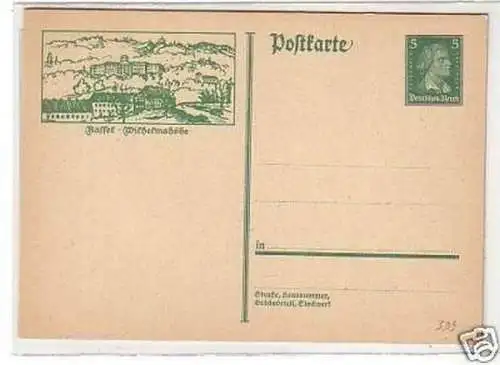 Postkarte
5 5
Deutsches Reich
Kassel - Wilhelmshöhe
in
Straße, Hausnummer,
Gebäudeteil, Stockwerk